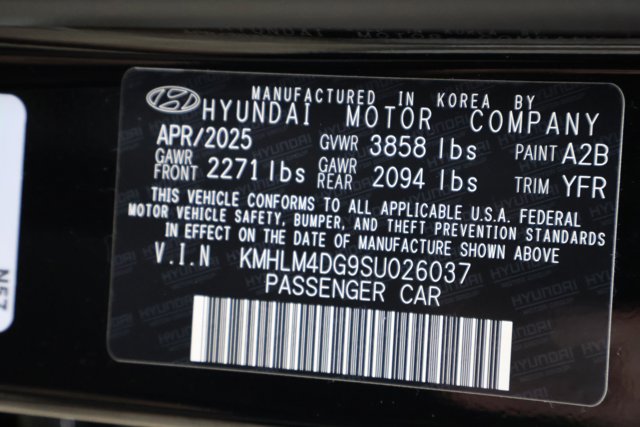 MANUFACTURED IN KOREA BY
HYUNDAI MOTOR COMPANY
APR/2025 GVWR 3858 lbs PAINT A2B
GAWR FRONT 2271 lbs GAWR REAR 2094 lbs TRIM YFR
THIS VEHICLE CONFORMS TO ALL APPLICABLE U.S.A. FEDERAL
MOTOR VEHICLE SAFETY, BUMPER, AND THEFT PREVENTION STANDARDS
IN EFFECT ON THE DATE OF MANUFACTURE SHOWN ABOVE
V.I.N KMHLM4DG9SU026037
PASSENGER CAR